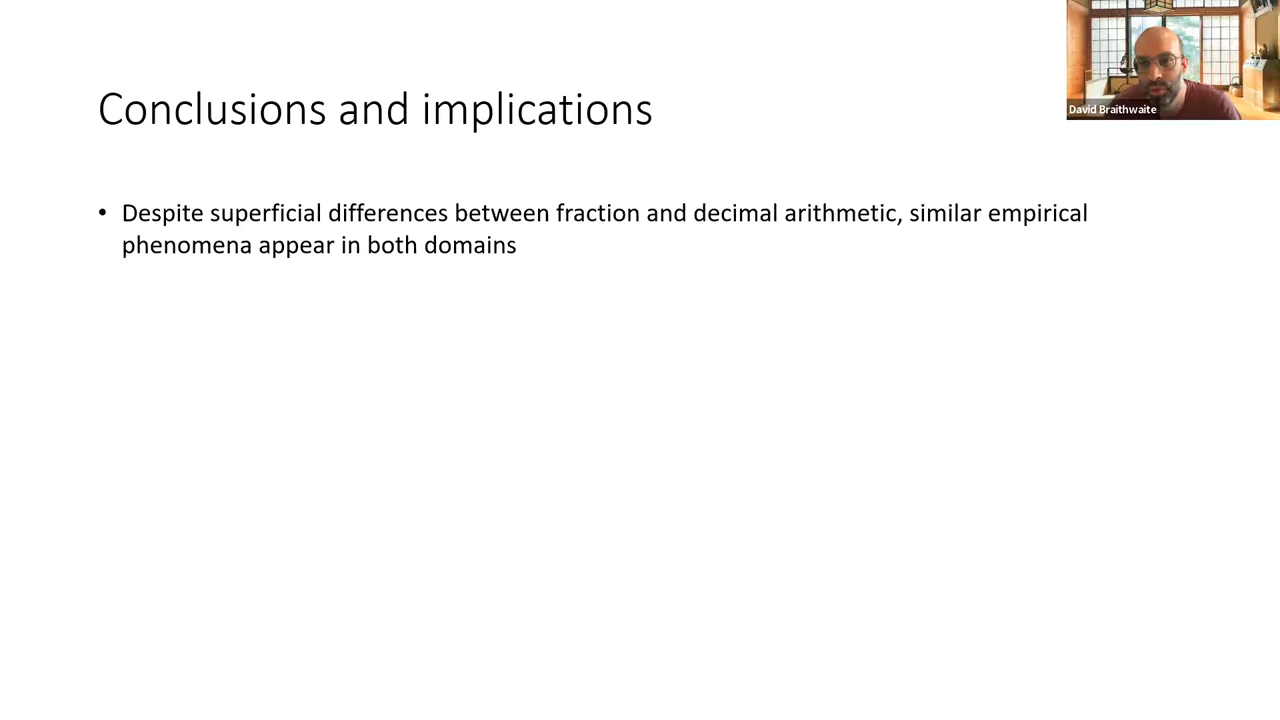 David Braithwaite
Conclusions and implications
• Despite superficial differences between fraction and decimal arithmetic, similar empirical
phenomena appear in both domains